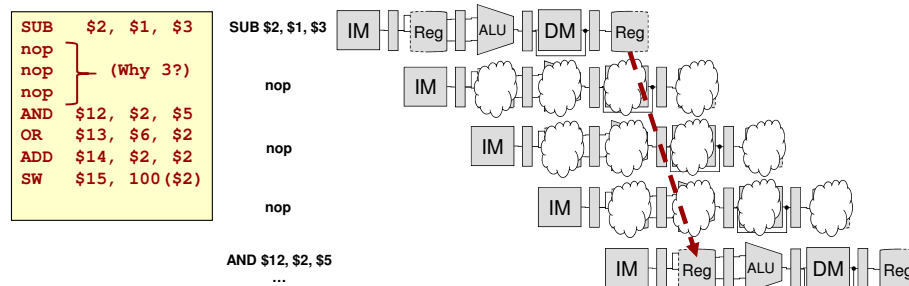 SUB $2, $1, $3
nop
nop (Why 3?)
nop
AND $12, $2, $5
OR $13, $6, $2
ADD $14, $2, $2
SW $15, 100($2)
SUB $2, $1, $3 IM Reg ALU DM Reg
nop IM
nop IM
nop IM
AND $12, $2, $5 IM Reg ALU DM Reg
...